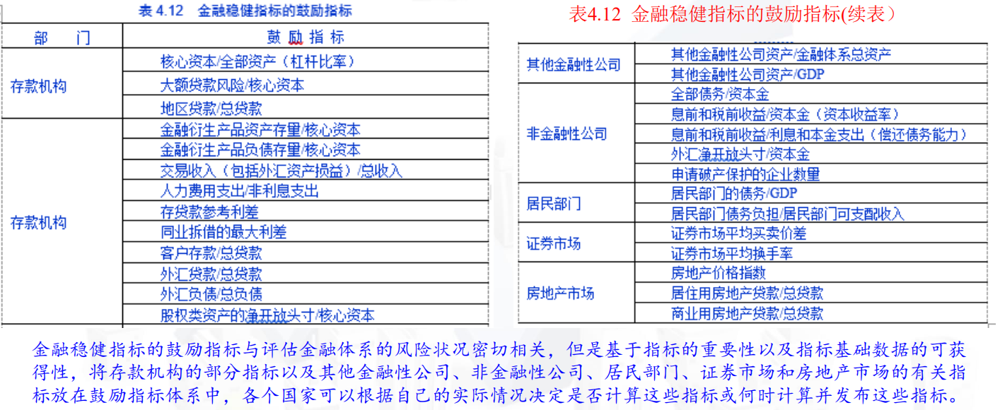 表 4.12 金融稳健指标的鼓励指标
部 门 鼓 励 指 标
存款机构
核心资本/全部资产（杠杆比率）
大额贷款风险/核心资本
地区贷款/总贷款
存款机构
金融衍生产品资产存量/核心资本
金融衍生产品负债存量/核心资本
交易收入（包括外汇资产损益）/总收入
人力费用支出/非利息支出
存贷款参考利差
同业拆借的最大利差
客户存款/总贷款
外汇贷款/总贷款
外汇负债/总负债
股权类资产的净开放头寸/核心资本
表4.12 金融稳健指标的鼓励指标(续表）
其他金融性公司
其他金融性公司资产/金融体系总资产
其他金融性公司资产/GDP
非金融性公司
全部债务/资本金
息前和税前收益/资本金（资本收益率）
息前和税前收益/利息和本金支出（偿还债务能力）
外汇净开放头寸/资本金
申请破产保护的企业数量
居民部门
居民部门的债务/GDP
居民部门债务负担/居民部门可支配收入
证券市场
证券市场平均买卖价差
证券市场平均换手率
房地产市场
房地产价格指数
居住用房地产贷款/总贷款
商业用房地产贷款/总贷款
金融稳健指标的鼓励指标与评估金融体系的风险状况密切相关，但是基于指标的重要性以及指标基础数据的可获
得性，将存款机构的部分指标以及其他金融性公司、非金融性公司、居民部门、证券市场和房地产市场的有关指
标放在鼓励指标体系中，各个国家可以根据自己的实际情况决定是否计算这些指标或何时计算并发布这些指标。